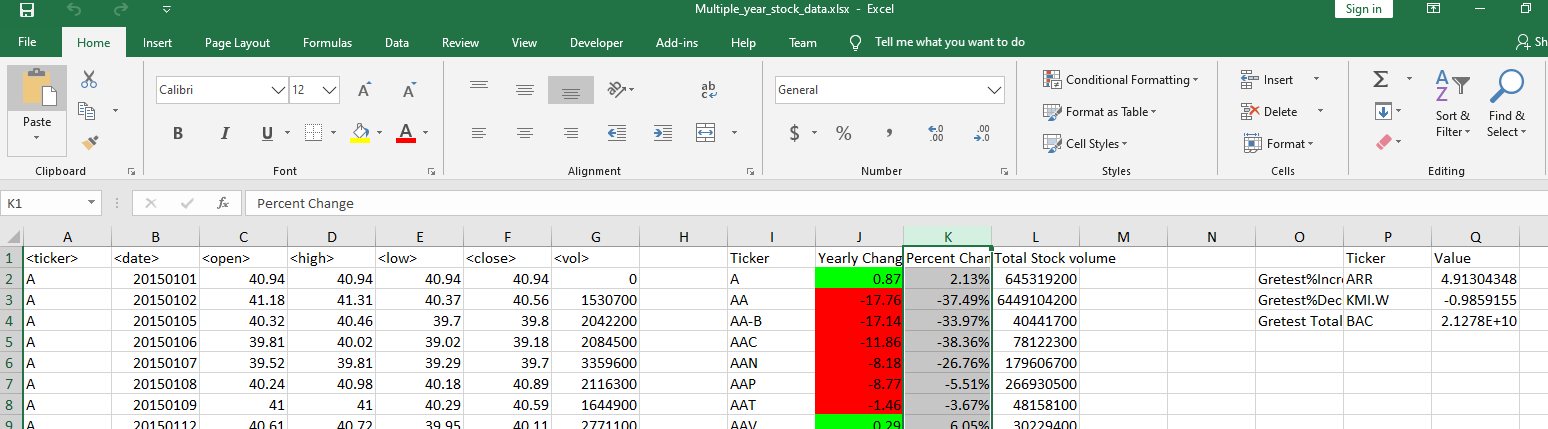 Multiple_year_stock_data.xlsx - Excel Sign in
File Home Insert Page Layout Formulas Data Review View Developer Add-ins Help Team Tell me what you want to do Sh
Paste
Clipboard
Calibri 12 A A
B I U A
Font
ab
Alignment
General
$ % , .00 .00
Number
Conditional Formatting
Format as Table
Cell Styles
Styles
Insert
Delete
Format
Cells
Σ
A
Z
Sort &
Filter
Find &
Select
Editing
K1 fx Percent Change
A B C D E F G H I J K L M N O P Q
1 <ticker> <date> <open> <high> <low> <close> <vol> Ticker Yearly Chang Percent Chan Total Stock volume Ticker Value
2 A 20150101 40.94 40.94 40.94 40.94 0 A 0.87 2.13% 645319200 Gretest%Incr ARR 4.91304348
3 A 20150102 41.18 41.31 40.37 40.56 1530700 AA -17.76 -37.49% 6449104200 Gretest%Dec KMI.W -0.9859155
4 A 20150105 40.32 40.46 39.7 39.8 2042200 AA-B -17.14 -33.97% 40441700 Gretest Total BAC 2.1278E+10
5 A 20150106 39.81 40.02 39.02 39.18 2084500 AAC -11.86 -38.36% 78122300
6 A 20150107 39.52 39.81 39.29 39.7 3359600 AAN -8.18 -26.76% 179606700
7 A 20150108 40.24 40.98 40.18 40.89 2116300 AAP -8.77 -5.51% 266930500
8 A 20150109 41 41 40.29 40.59 1644900 AAT -1.46 -3.67% 48158100
9 A 20150112 40.61 40.72 39.95 40.11 2771100 AAV 0.29 6.05% 30229400